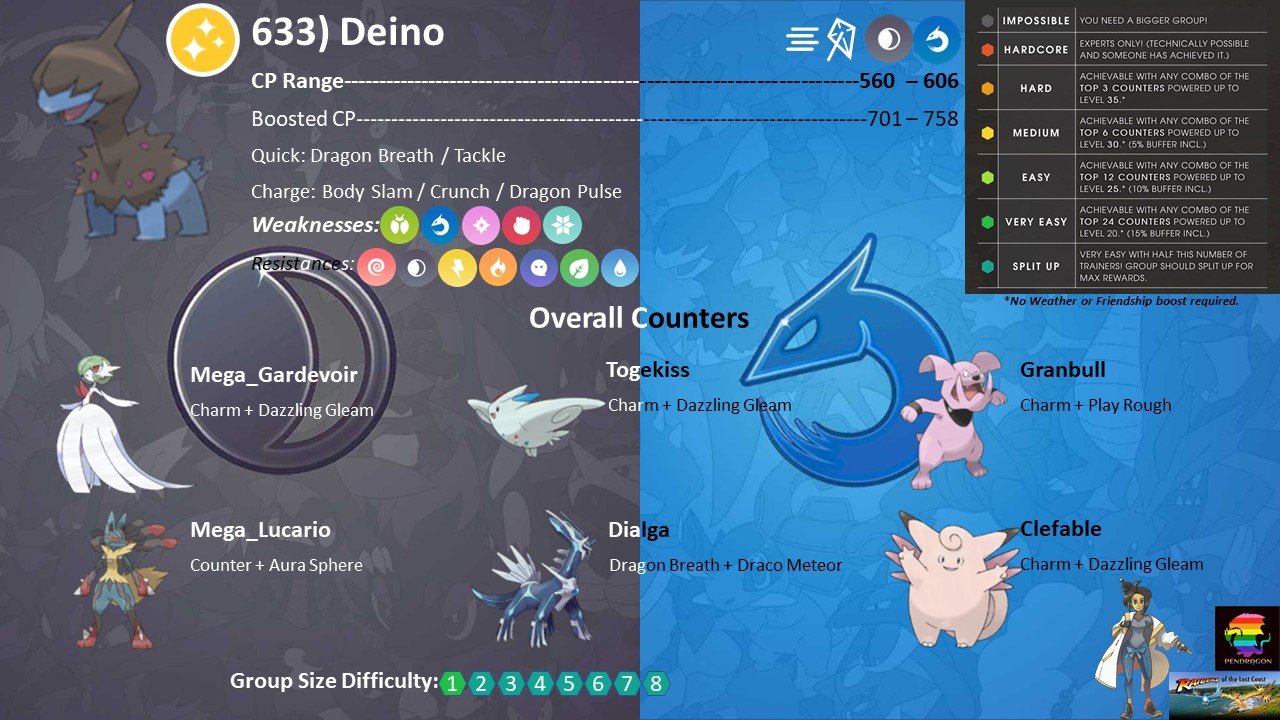 633) Deino
CP Range------------------------------------------------------------------------560 – 606
Boosted CP------------------------------------------------------------------------701 – 758
Quick: Dragon Breath / Tackle
Charge: Body Slam / Crunch / Dragon Pulse
Weaknesses:
Resistances:
IMPOSSIBLE YOU NEED A BIGGER GROUP!
HARDCORE EXPERTS ONLY! (TECHNICALLY POSSIBLE
AND SOMEONE HAS ACHIEVED IT.)
HARD ACHIEVABLE WITH ANY COMBO OF THE
TOP 3 COUNTERS POWERED UP TO
LEVEL 35.*
MEDIUM ACHIEVABLE WITH ANY COMBO OF THE
TOP 6 COUNTERS POWERED UP TO
LEVEL 30.* (5% BUFFER INCL.)
EASY ACHIEVABLE WITH ANY COMBO OF THE
TOP 12 COUNTERS POWERED UP TO
LEVEL 25.* (10% BUFFER INCL.)
VERY EASY ACHIEVABLE WITH ANY COMBO OF THE
TOP 24 COUNTERS POWERED UP TO
LEVEL 20.* (15% BUFFER INCL.)
SPLIT UP VERY EASY WITH HALF THIS NUMBER OF
TRAINERS! GROUP SHOULD SPLIT UP FOR
MAX REWARDS.
*No Weather or Friendship boost required.
Overall Counters
Mega_Gardevoir
Charm + Dazzling Gleam
Togekiss
Charm + Dazzling Gleam
Granbull
Charm + Play Rough
Mega_Lucario
Counter + Aura Sphere
Dialga
Dragon Breath + Draco Meteor
Clefable
Charm + Dazzling Gleam
Group Size Difficulty: 1 2 3 4 5 6 7 8
PENDRAGON
RAIDERS of the Lost Coast